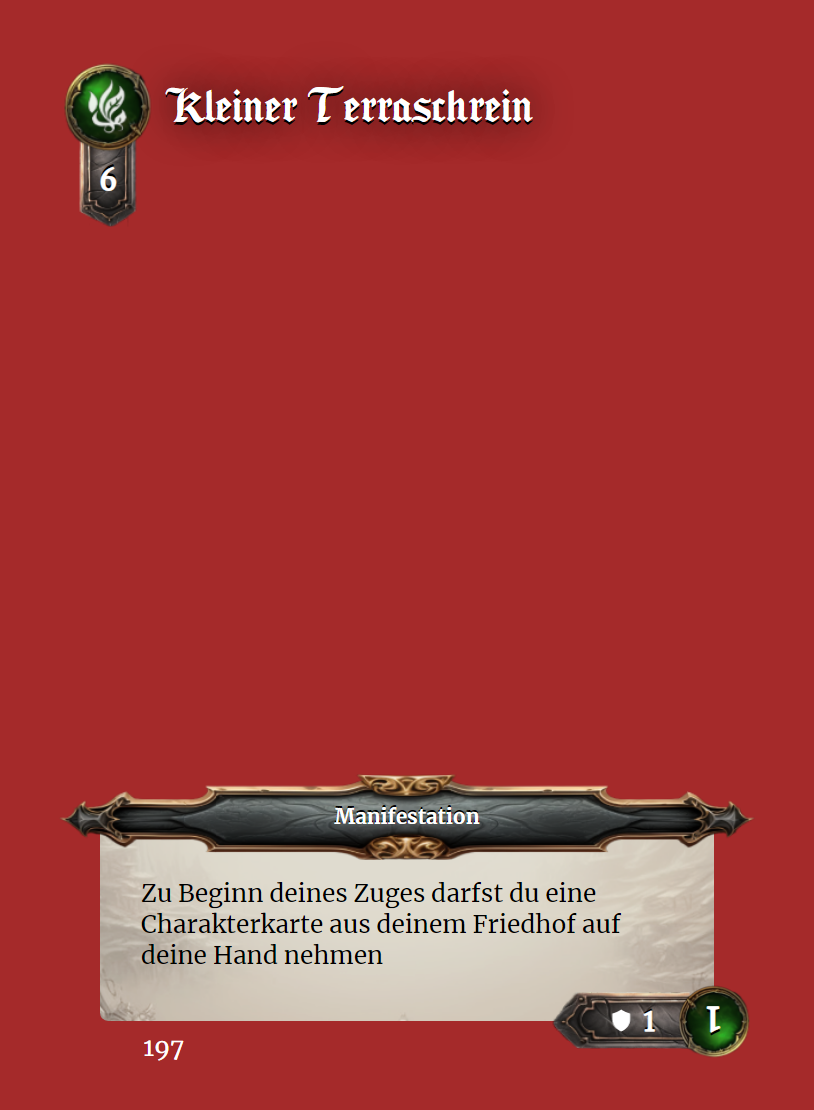 Kleiner Terraschrein
6
Manifestation
Zu Beginn deines Zuges darfst du eine
Charakterkarte aus deinem Friedhof auf
deine Hand nehmen
1
1
197